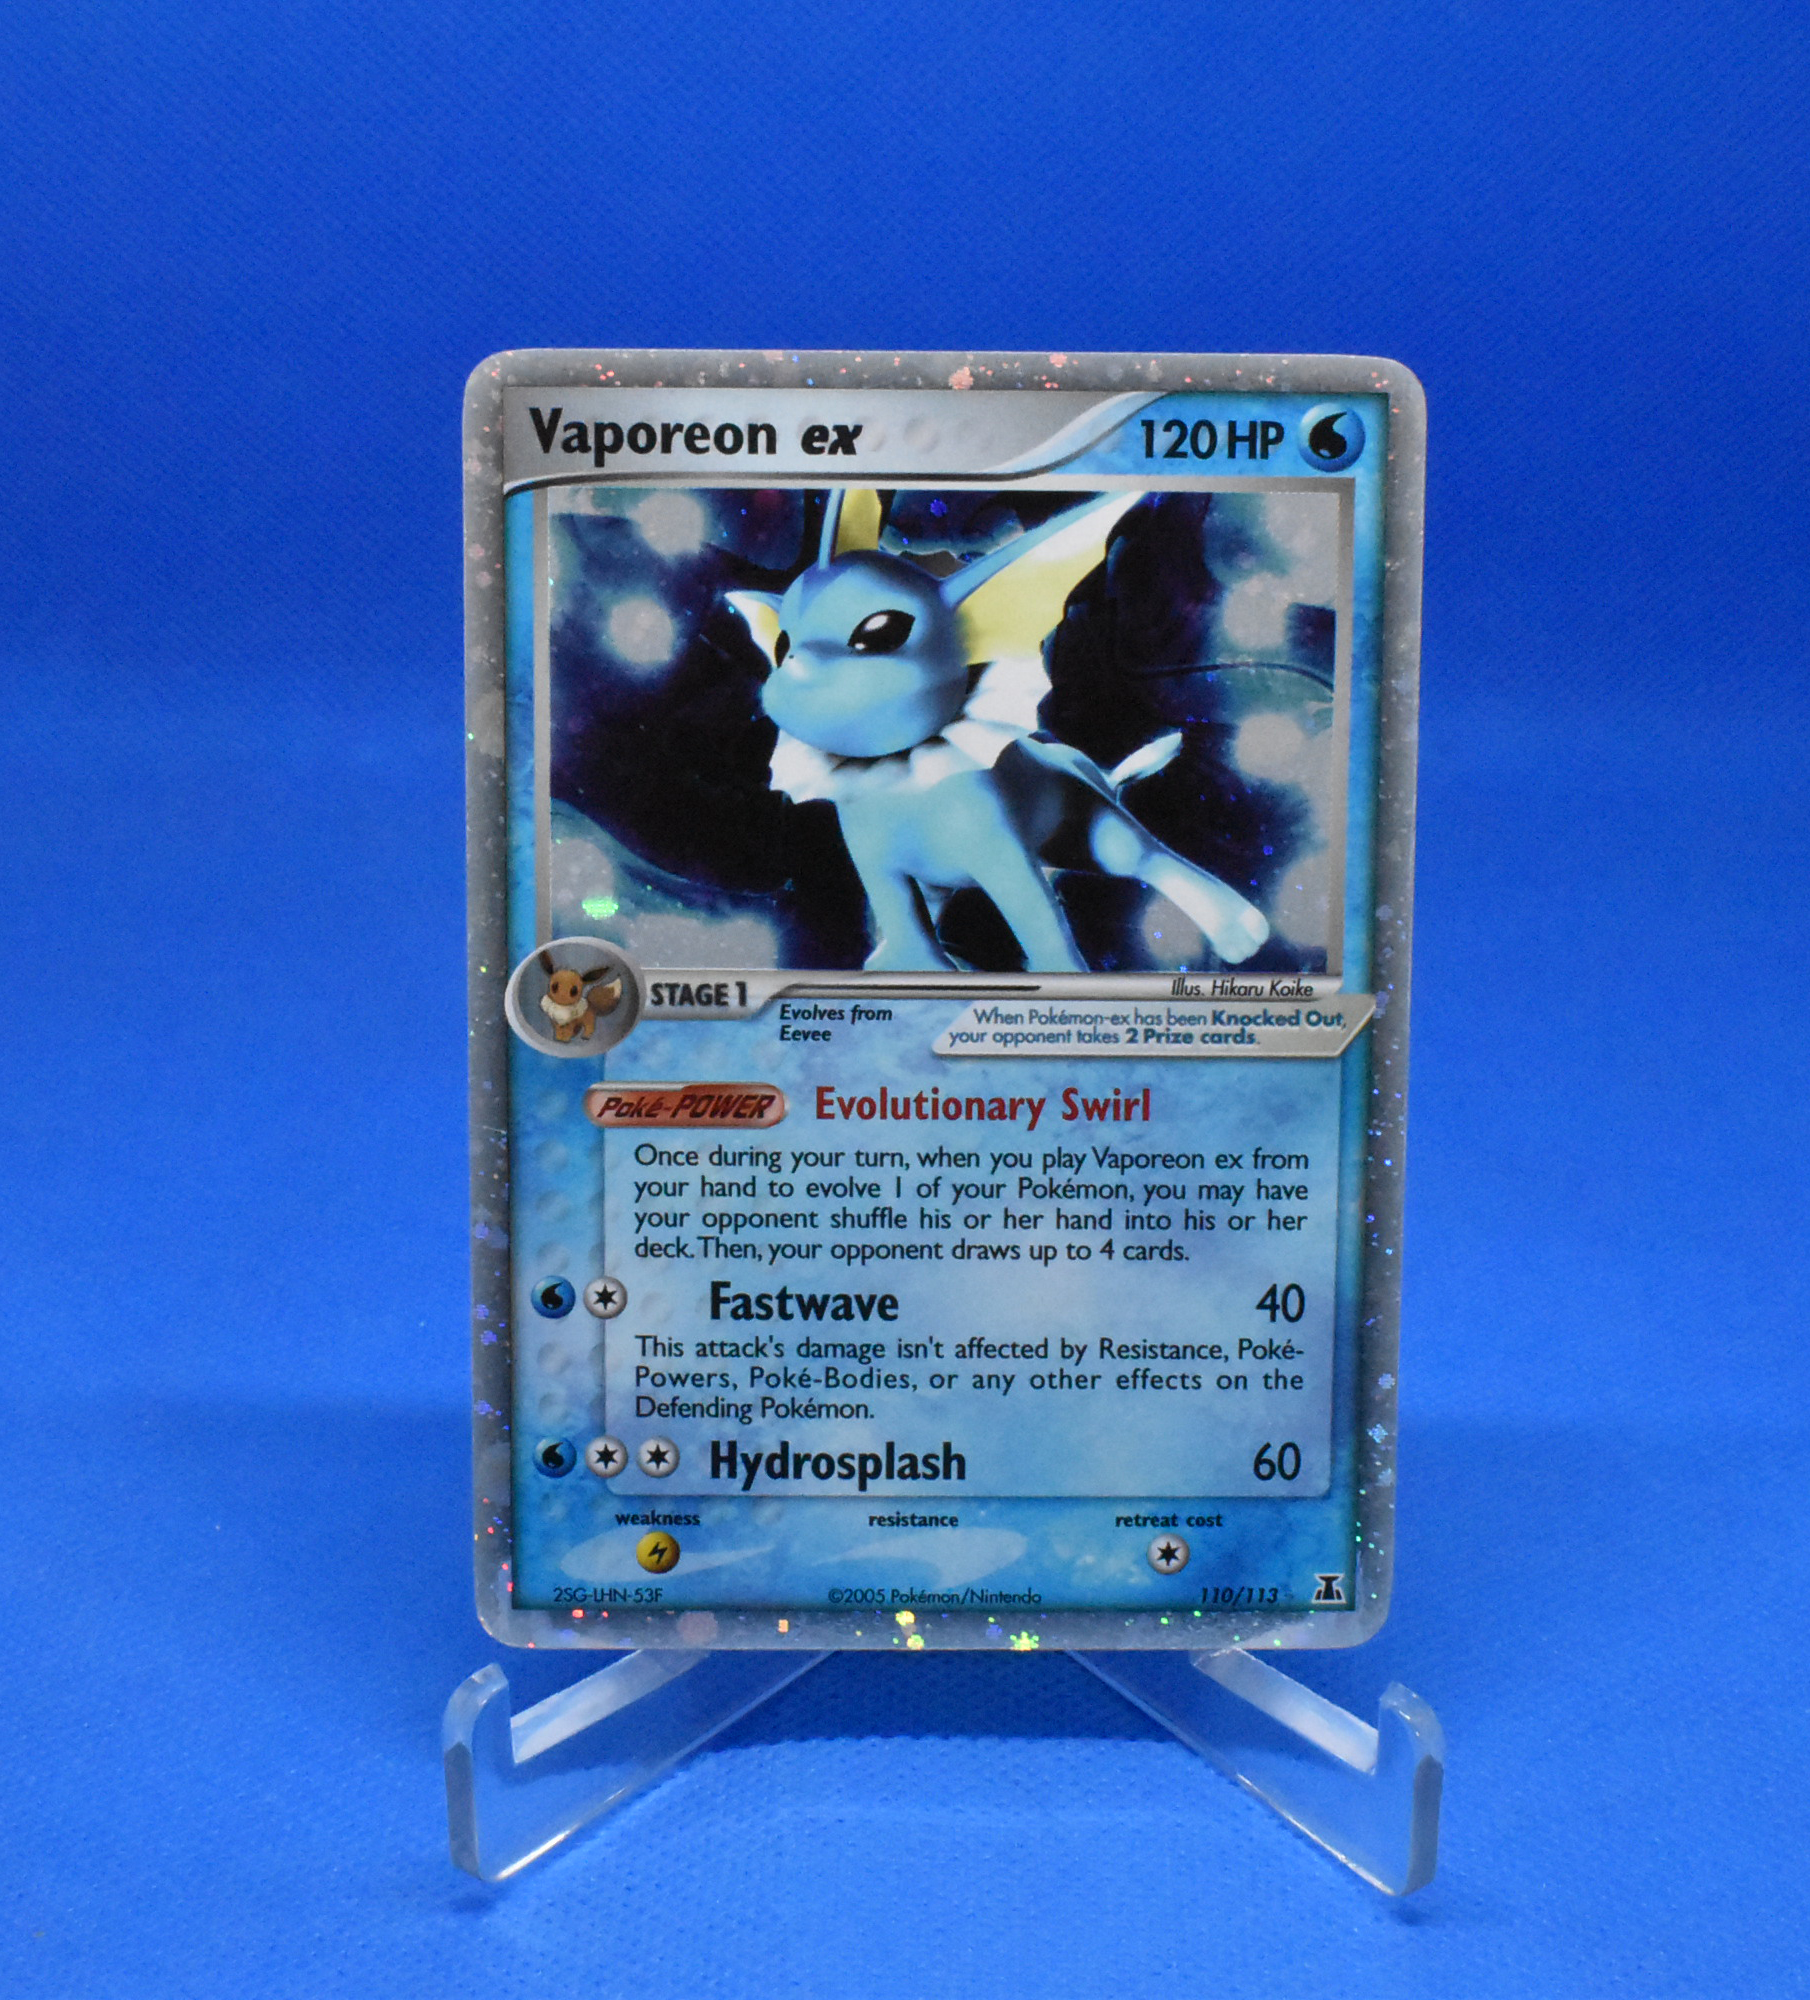 Vaporeon ex 120 HP
STAGE 1
Illus. Hikaru Koike
Evolves from
Eevee
When Pokémon-ex has been Knocked Out,
your opponent takes 2 Prize cards.
Poké-POWER Evolutionary Swirl
Once during your turn, when you play Vaporeon ex from
your hand to evolve 1 of your Pokémon, you may have
your opponent shuffle his or her hand into his or her
deck. Then, your opponent draws up to 4 cards.
Fastwave 40
This attack's damage isn't affected by Resistance, Poké-
Powers, Poké-Bodies, or any other effects on the
Defending Pokémon.
Hydrosplash 60
weakness resistance retreat cost
2SG-LHN-53F ©2005 Pokémon/Nintendo 110/113